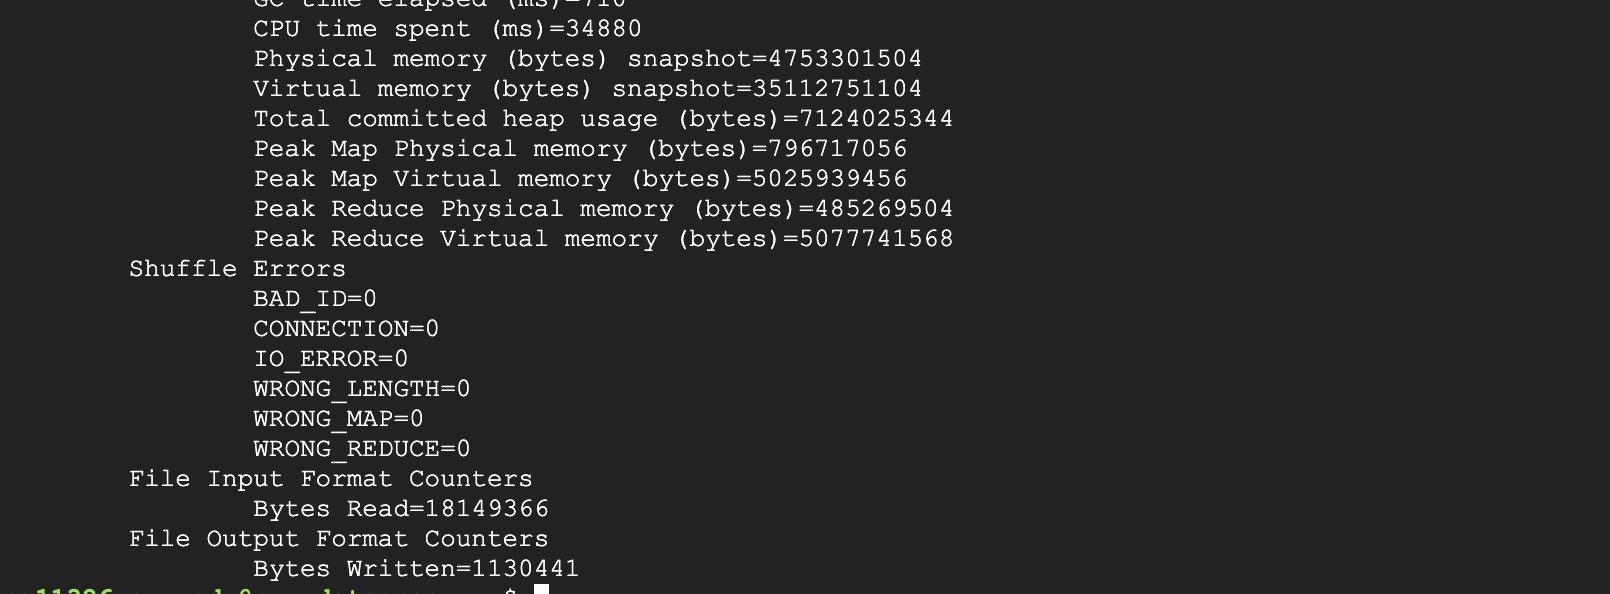 GC time elapsed (ms)=710
CPU time spent (ms)=34880
Physical memory (bytes) snapshot=4753301504
Virtual memory (bytes) snapshot=35112751104
Total committed heap usage (bytes)=7124025344
Peak Map Physical memory (bytes)=796717056
Peak Map Virtual memory (bytes)=5025939456
Peak Reduce Physical memory (bytes)=485269504
Peak Reduce Virtual memory (bytes)=5077741568
Shuffle Errors
BAD_ID=0
CONNECTION=0
IO_ERROR=0
WRONG_LENGTH=0
WRONG_MAP=0
WRONG_REDUCE=0
File Input Format Counters
Bytes Read=18149366
File Output Format Counters
Bytes Written=1130441
$